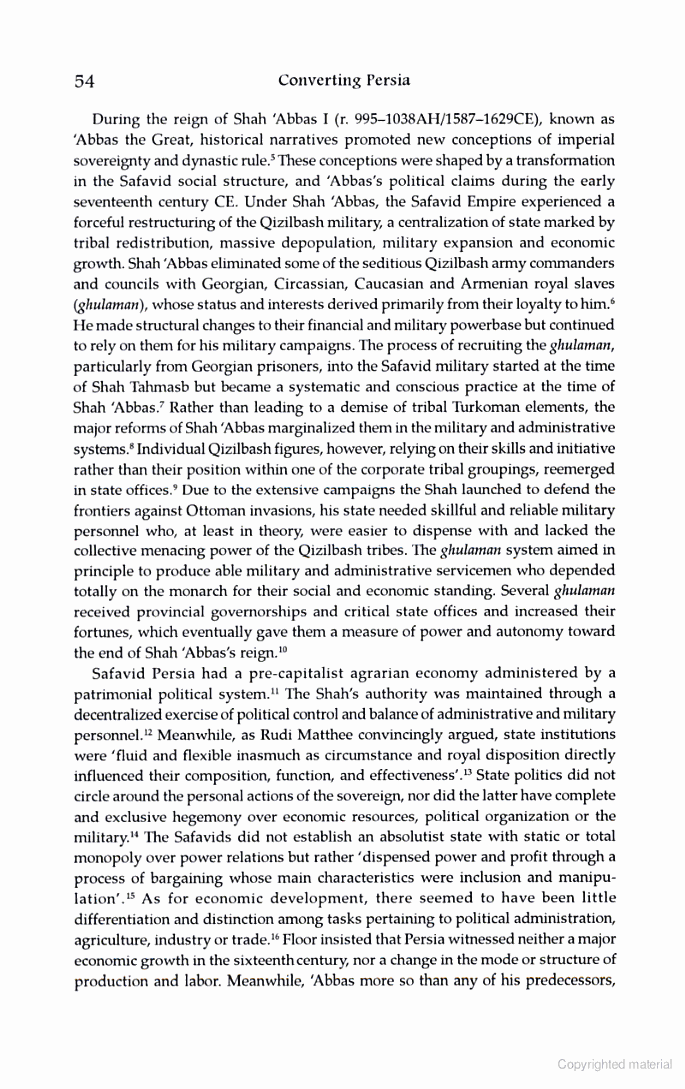 54
Converting Persia
During the reign of Shah ‘Abbas I (r. 995–1038AH/1587–1629CE), known as
‘Abbas the Great, historical narratives promoted new conceptions of imperial
sovereignty and dynastic rule.⁵ These conceptions were shaped by a transformation
in the Safavid social structure, and ‘Abbas’s political claims during the early
seventeenth century CE. Under Shah ‘Abbas, the Safavid Empire experienced a
forceful restructuring of the Qizilbash military, a centralization of state marked by
tribal redistribution, massive depopulation, military expansion and economic
growth. Shah ‘Abbas eliminated some of the seditious Qizilbash army commanders
and councils with Georgian, Circassian, Caucasian and Armenian royal slaves
(ghulaman), whose status and interests derived primarily from their loyalty to him.⁶
He made structural changes to their financial and military powerbase but continued
to rely on them for his military campaigns. The process of recruiting the ghulaman,
particularly from Georgian prisoners, into the Safavid military started at the time
of Shah Tahmasb but became a systematic and conscious practice at the time of
Shah ‘Abbas.⁷ Rather than leading to a demise of tribal Turkoman elements, the
major reforms of Shah ‘Abbas marginalized them in the military and administrative
systems.⁸ Individual Qizilbash figures, however, relying on their skills and initiative
rather than their position within one of the corporate tribal groupings, reemerged
in state offices.⁹ Due to the extensive campaigns the Shah launched to defend the
frontiers against Ottoman invasions, his state needed skillful and reliable military
personnel who, at least in theory, were easier to dispense with and lacked the
collective menacing power of the Qizilbash tribes. The ghulaman system aimed in
principle to produce able military and administrative servicemen who depended
totally on the monarch for their social and economic standing. Several ghulaman
received provincial governorships and critical state offices and increased their
fortunes, which eventually gave them a measure of power and autonomy toward
the end of Shah ‘Abbas’s reign.¹⁰
Safavid Persia had a pre-capitalist agrarian economy administered by a
patrimonial political system.¹¹ The Shah’s authority was maintained through a
decentralized exercise of political control and balance of administrative and military
personnel.¹² Meanwhile, as Rudi Matthee convincingly argued, state institutions
were ‘fluid and flexible inasmuch as circumstance and royal disposition directly
influenced their composition, function, and effectiveness’.¹³ State politics did not
circle around the personal actions of the sovereign, nor did the latter have complete
and exclusive hegemony over economic resources, political organization or the
military.¹⁴ The Safavids did not establish an absolutist state with static or total
monopoly over power relations but rather ‘dispensed power and profit through a
process of bargaining whose main characteristics were inclusion and manipu-
lation’.¹⁵ As for economic development, there seemed to have been little
differentiation and distinction among tasks pertaining to political administration,
agriculture, industry or trade.¹⁶ Floor insisted that Persia witnessed neither a major
economic growth in the sixteenth century, nor a change in the mode or structure of
production and labor. Meanwhile, ‘Abbas more so than any of his predecessors,
Copyrighted material